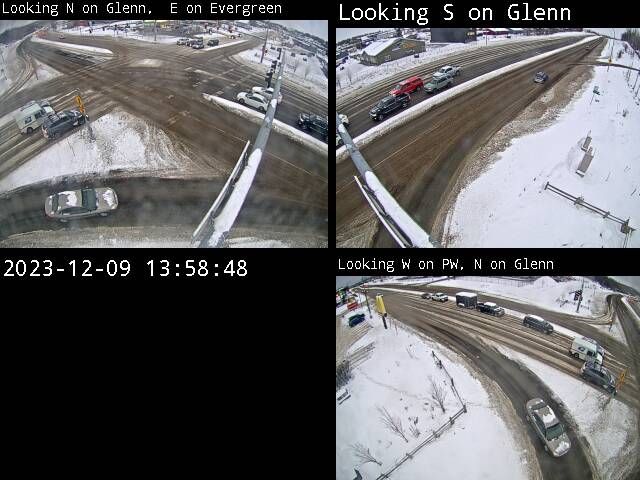 Looking N on Glenn,  E on Evergreen
Looking S on Glenn
2023-12-09 13:58:48
Looking W on PW, N on Glenn